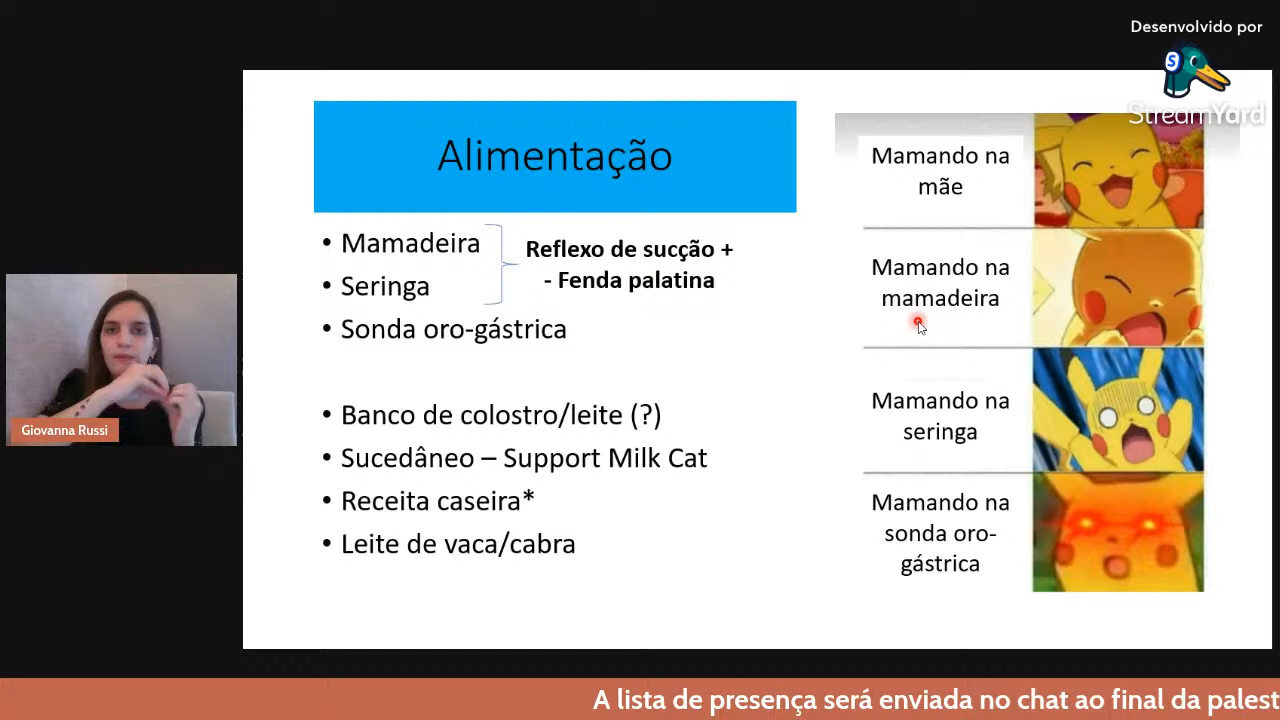 Desenvolvido por
S
StreamYard
Alimentação
• Mamadeira
• Seringa
• Sonda oro-gástrica
Reflexo de sucção +
- Fenda palatina
• Banco de colostro/leite (?)
• Sucedâneo – Support Milk Cat
• Receita caseira*
• Leite de vaca/cabra
Mamando na
mãe
Mamando na
mamadeira
Mamando na
seringa
Mamando na
sonda oro-
gástrica
Giovanna Russi
A lista de presença será enviada no chat ao final da palest